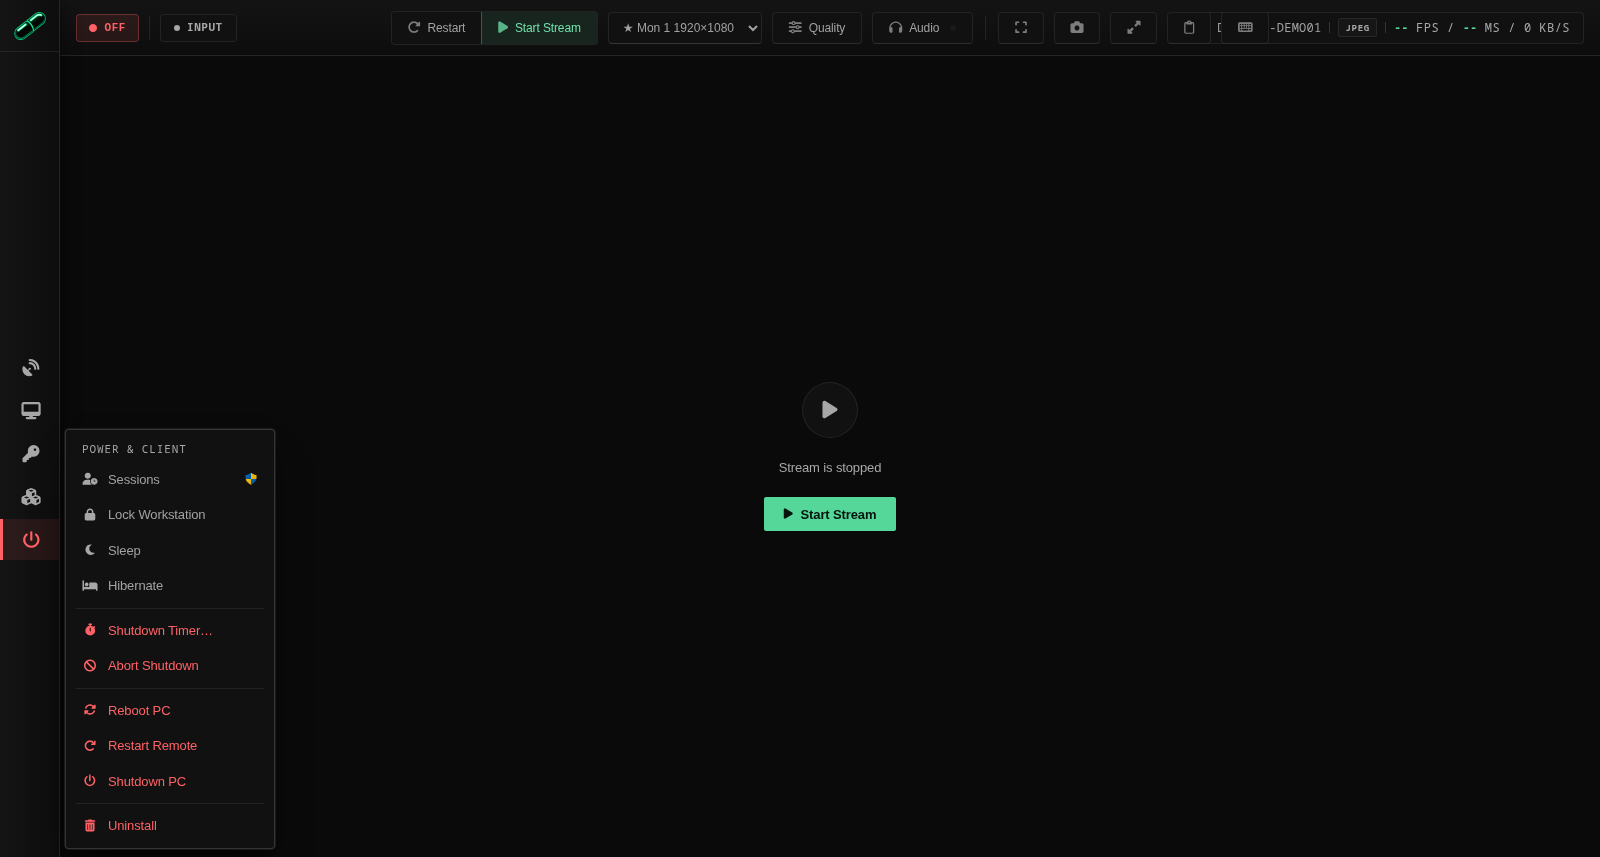 OFF
INPUT
Restart
Start Stream
★ Mon 1 1920×1080
Quality
Audio
-DEMO01
JPEG
-- FPS / -- MS / 0 KB/S
Stream is stopped
Start Stream
POWER & CLIENT
Sessions
Lock Workstation
Sleep
Hibernate
Shutdown Timer…
Abort Shutdown
Reboot PC
Restart Remote
Shutdown PC
Uninstall